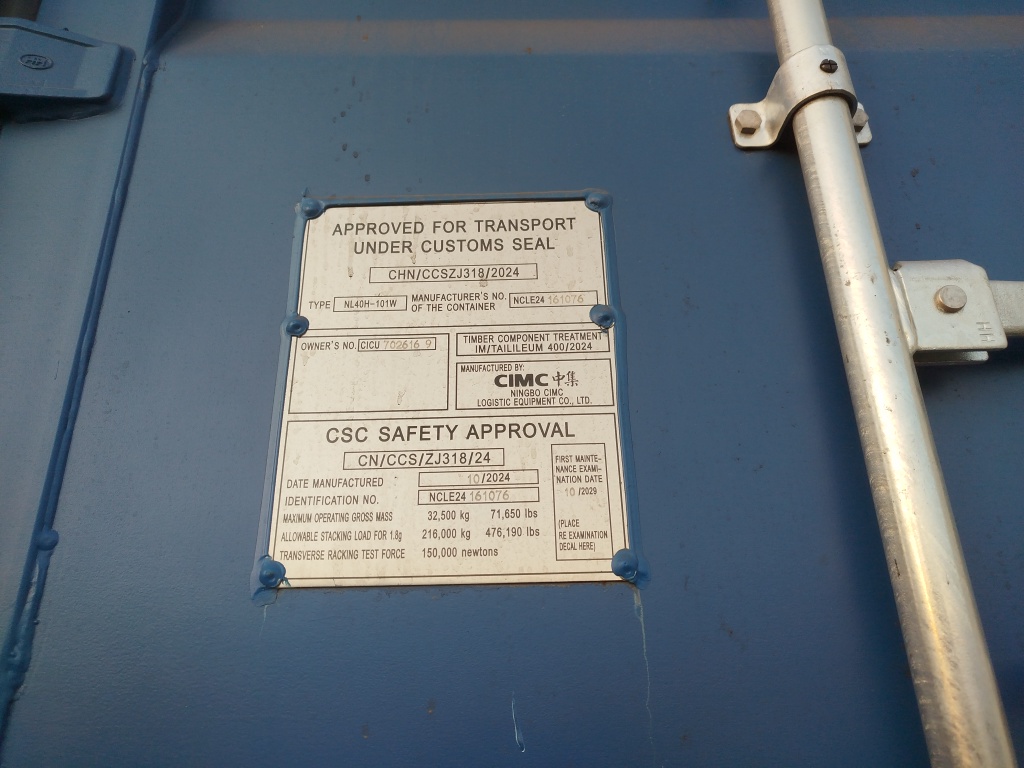 APPROVED FOR TRANSPORT
UNDER CUSTOMS SEAL
CHN/CCSZJ318/2024
TYPE NL40H-101W MANUFACTURER'S NO. OF THE CONTAINER NCLE24 161076
OWNER'S NO. CICU 702616 9
TIMBER COMPONENT TREATMENT
IM/TAILILEUM 400/2024
MANUFACTURED BY:
CIMC 中集
NINGBO CIMC
LOGISTIC EQUIPMENT CO., LTD.
CSC SAFETY APPROVAL
CN/CCS/ZJ318/24
DATE MANUFACTURED 10/2024
IDENTIFICATION NO. NCLE24 161076
MAXIMUM OPERATING GROSS MASS 32,500 kg 71,650 lbs
ALLOWABLE STACKING LOAD FOR 1.8g 216,000 kg 476,190 lbs
TRANSVERSE RACKING TEST FORCE 150,000 newtons
FIRST MAINTE-
NANCE EXAMI-
NATION DATE
10 /2029
(PLACE
RE EXAMINATION
DECAL HERE)